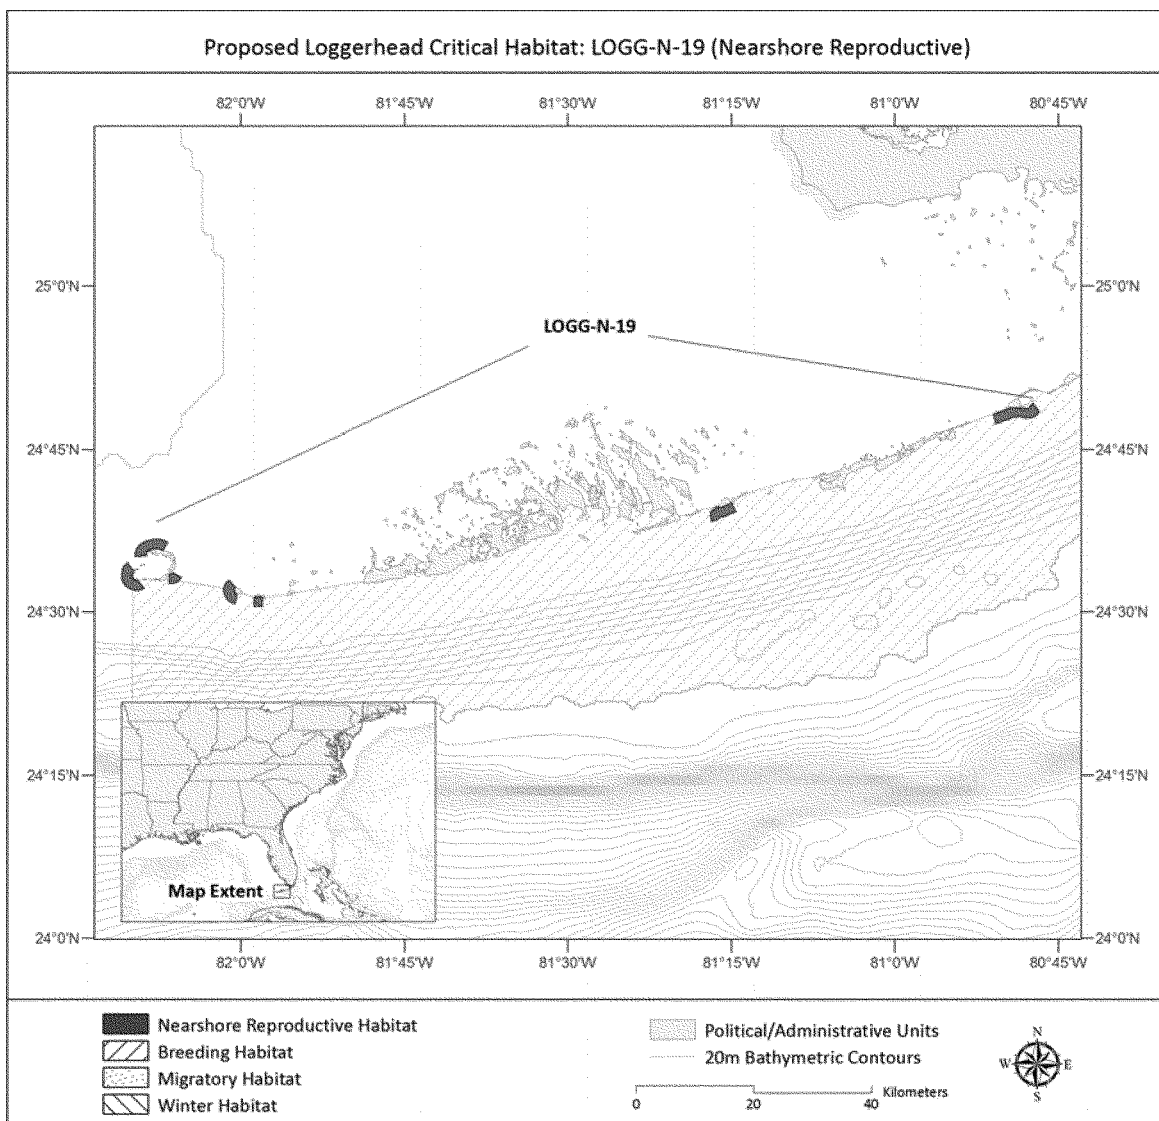 Proposed Loggerhead Critical Habitat: LOGG-N-19 (Nearshore Reproductive)
82°0'W 81°45'W 81°30'W 81°15'W 81°0'W 80°45'W
25°0'N 25°0'N
LOGG-N-19
24°45'N 24°45'N
24°30'N 24°30'N
24°15'N 24°15'N
Map Extent
24°0'N 24°0'N
82°0'W 81°45'W 81°30'W 81°15'W 81°0'W 80°45'W
Nearshore Reproductive Habitat
Breeding Habitat
Migratory Habitat
Winter Habitat
Political/Administrative Units
20m Bathymetric Contours
Kilometers
0 20 40
N
W E
S